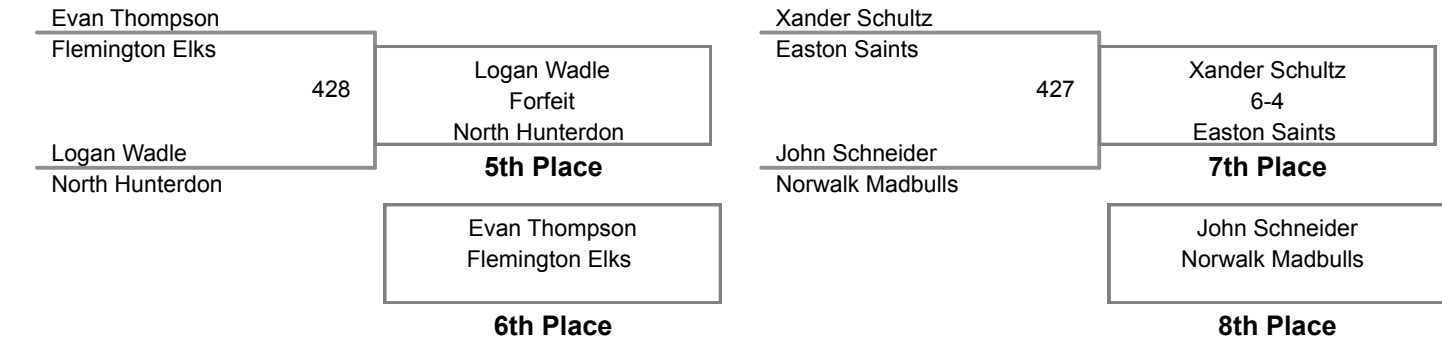 Evan Thompson
Flemington Elks
428
Logan Wadle
North Hunterdon
Logan Wadle
Forfeit
North Hunterdon
5th Place
Evan Thompson
Flemington Elks
6th Place
Xander Schultz
Easton Saints
427
John Schneider
Norwalk Madbulls
Xander Schultz
6-4
Easton Saints
7th Place
John Schneider
Norwalk Madbulls
8th Place